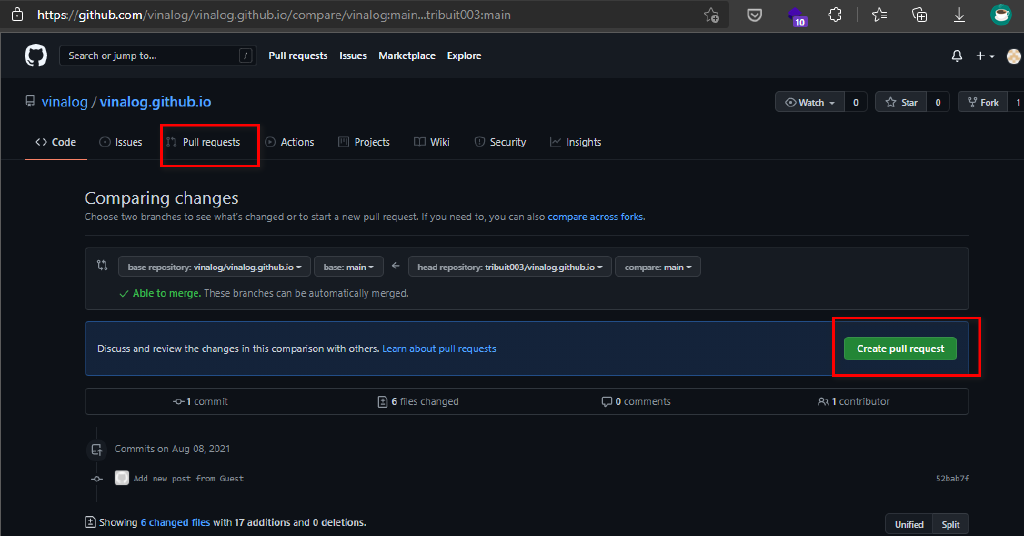 https://github.com/vinalog/vinalog.github.io/compare/vinalog:main...tribuit003:main
10
Search or jump to... /
Pull requests Issues Marketplace Explore
vinalog / vinalog.github.io
Watch 0 Star 0 Fork 1
Code Issues Pull requests Actions Projects Wiki Security Insights
Comparing changes
Choose two branches to see what's changed or to start a new pull request. If you need to, you can also compare across forks.
base repository: vinalog/vinalog.github.io base: main head repository: tribuit003/vinalog.github.io compare: main
Able to merge. These branches can be automatically merged.
Discuss and review the changes in this comparison with others. Learn about pull requests
Create pull request
1 commit 6 files changed 0 comments 1 contributor
Commits on Aug 08, 2021
Add new post from Guest 52bab7f
Showing 6 changed files with 17 additions and 0 deletions.
Unified Split